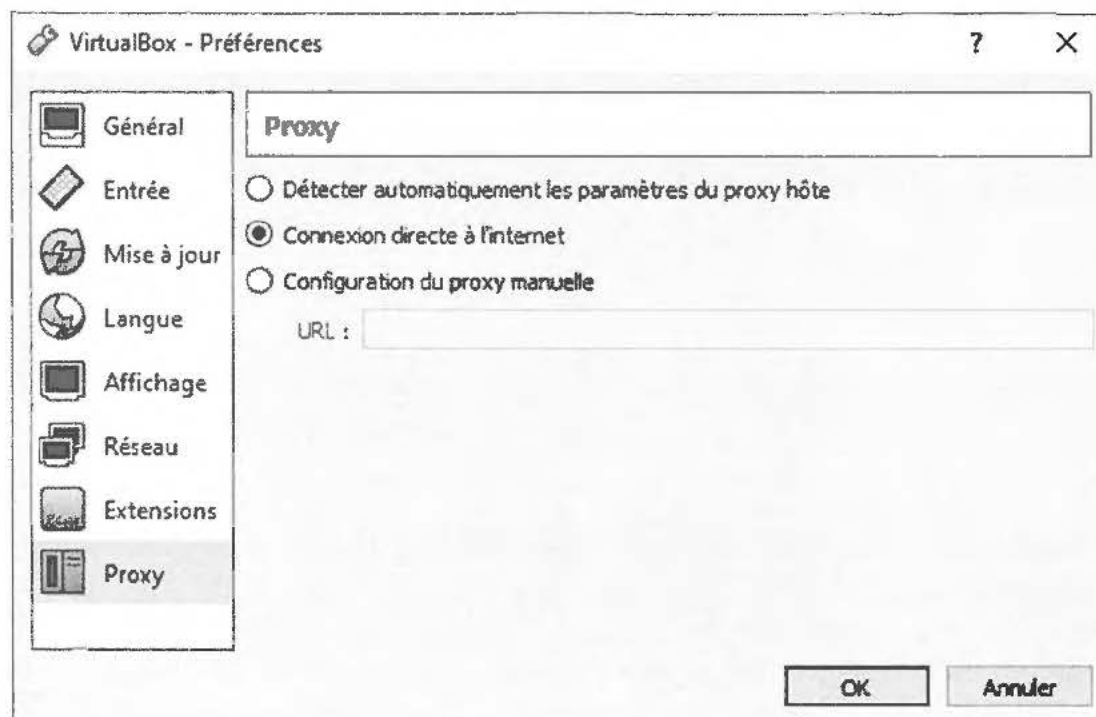 VirtualBox - Préférences
?
Général
Entrée
Mise à jour
Langue
Affichage
Réseau
Extensions
Proxy
Proxy
Détecter automatiquement les paramètres du proxy hôte
Connexion directe à l'internet
Configuration du proxy manuelle
URL :
OK
Annuler